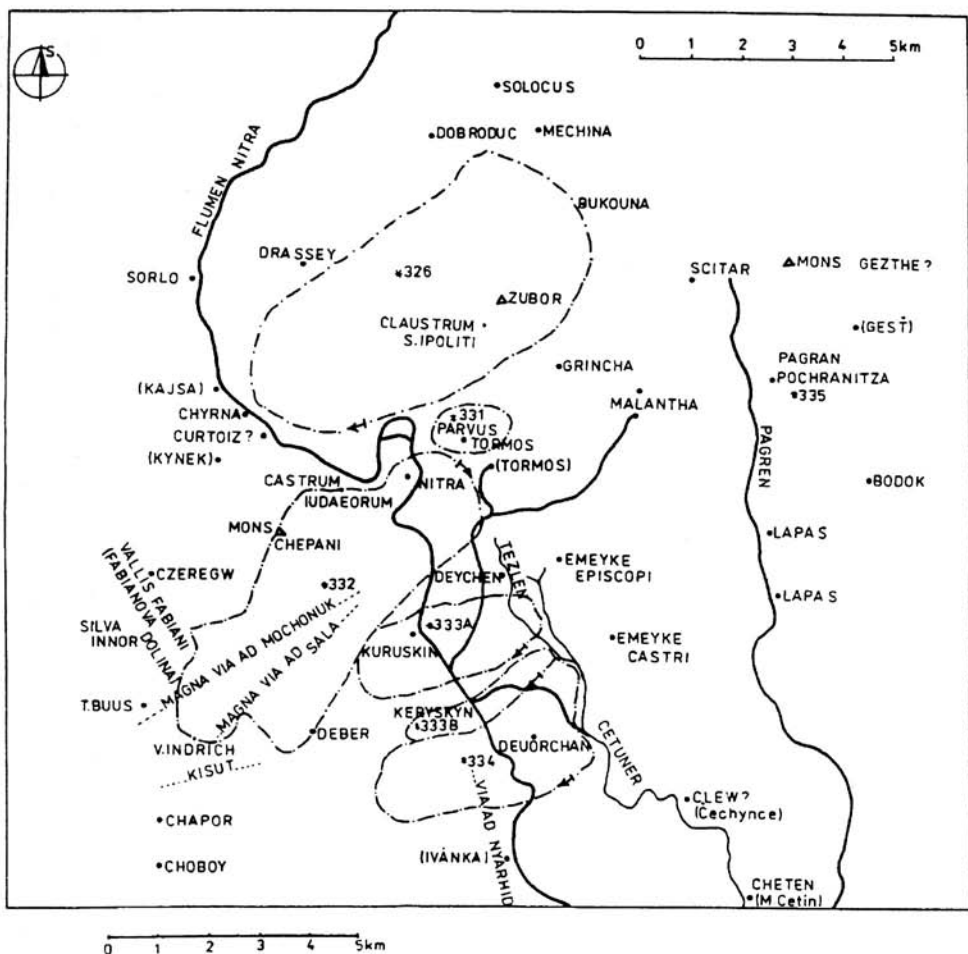 S.
0 1 2 3 4 5km
SOLOCUS
DOBRODUC
MECHINA
FLUMEN NITRA
BUKOUNA
DRASSEY
SORLO
326
ZUBOR
CLAUSTRUM
S.IPOLITI
SCITAR
MONS GEZTHE?
(GEST)
PAGRAN
POCHRANITZA
335
GRINCHA
MALANTHA
(KAJSA)
CHYRNA
CURTOIZ?
(KYNEK)
331
PARVUS
TORMOS
(TORMOS)
CASTRUM
IUDAEORUM
NITRA
PAGREN
BODOK
MONS
CHEPANI
LAPAS
VALLIS FABIANI
(FABIANOVA DOLINA)
CZEREGW
332
DEYCHEN
TEZLEN
EMEYKE
EPISCOPI
LAPAS
SILVA
INNOR
MAGNA VIA AD MOCHONUK
MAGNA VIA AD SALA
333A
KURUSKIN
EMEYKE
CASTRI
T.BUUS
KERYSKYN
333B
DEBER
V.INDRICH
KISUT
DEUORCHAN
CETUNER
334
VIA AD NYARHID
CLEW?
(Čechynce)
CHAPOR
CHOBOY
(IVÁNKA)
CHETEN
(M Cetin)
0 1 2 3 4 5km